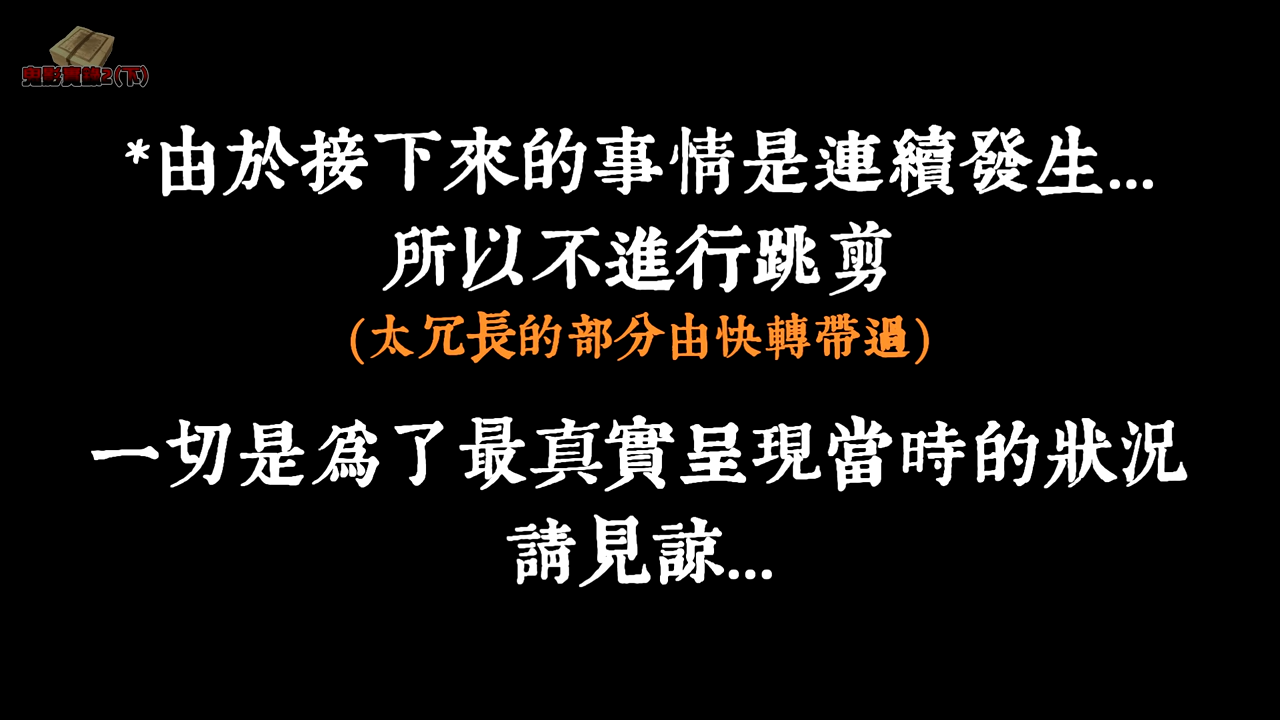 鬼影實錄2(下)
*由於接下來的事情是連續發生...
所以不進行跳剪
(太冗長的部分由快轉帶過)
一切是為了最真實呈現當時的狀況
請見諒...